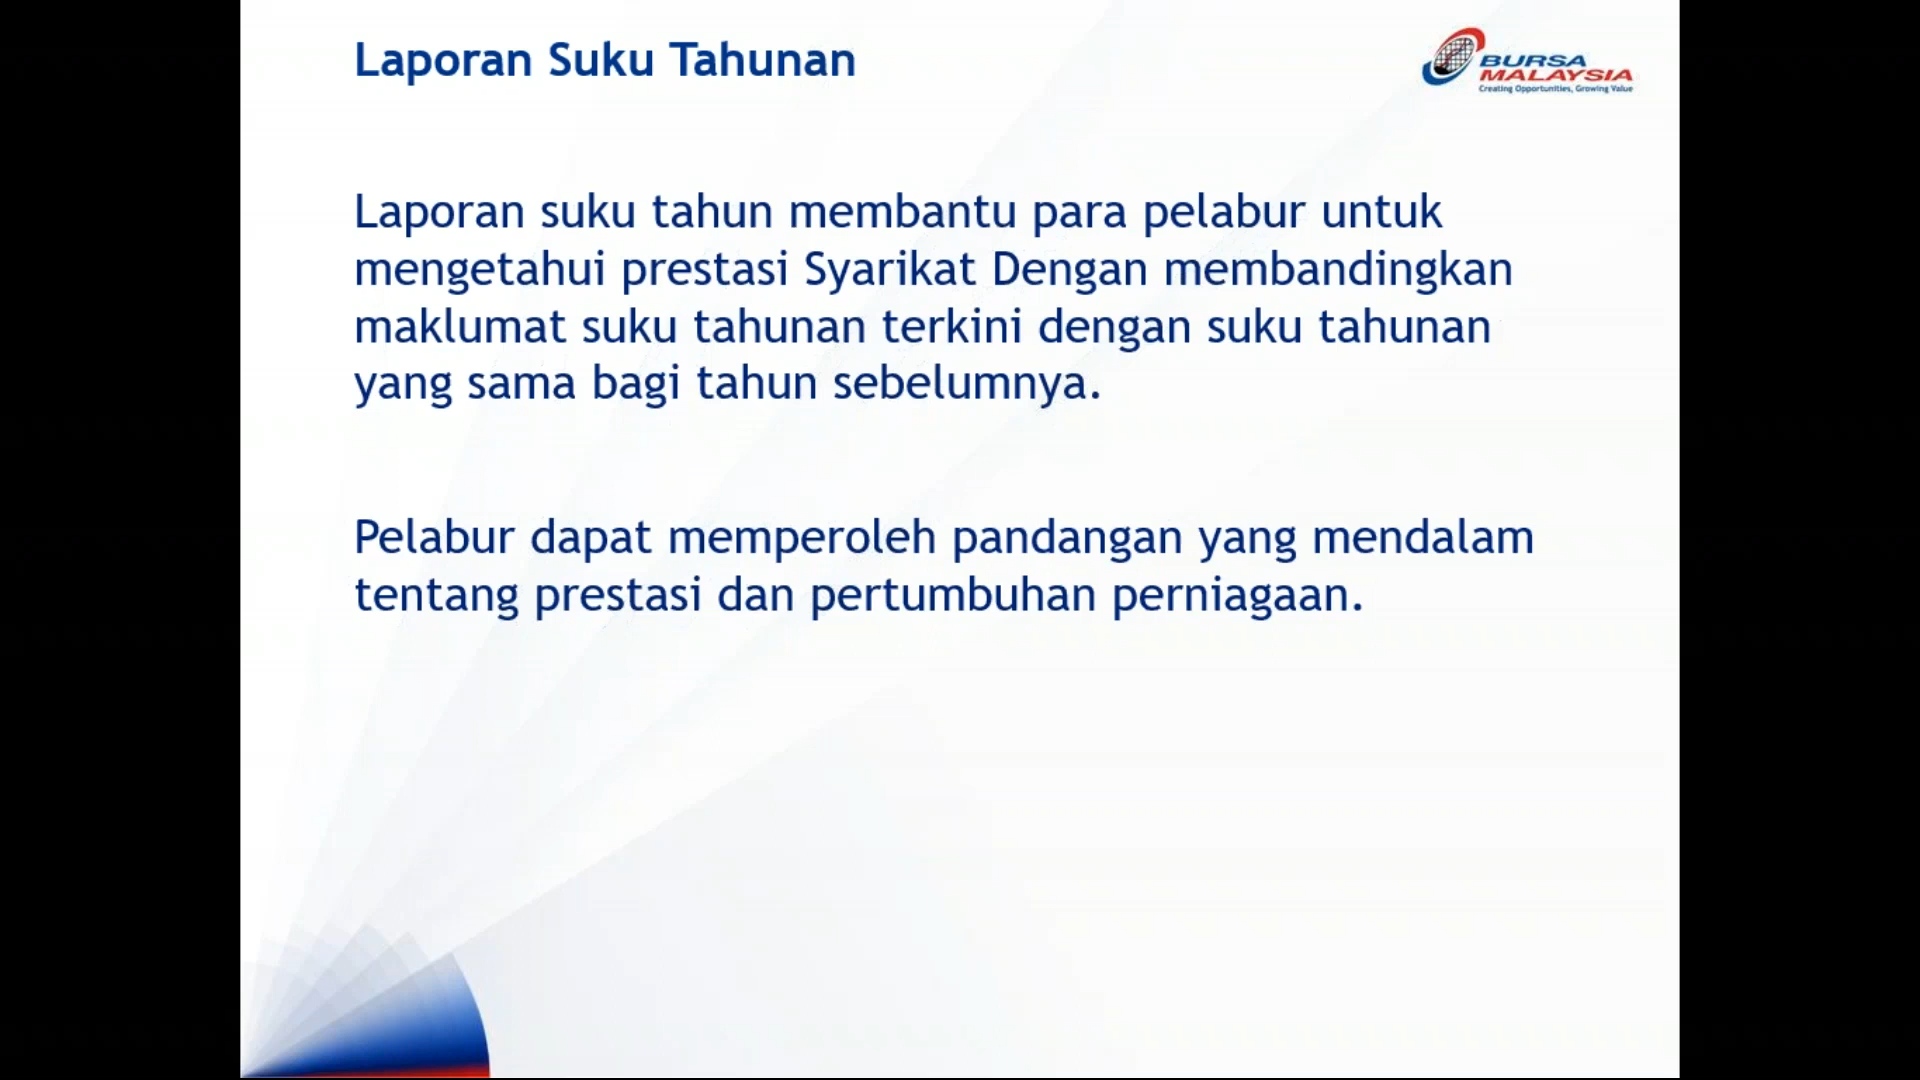 Laporan Suku Tahunan
BURSA
MALAYSIA
Creating Opportunities, Growing Value
Laporan suku tahun membantu para pelabur untuk
mengetahui prestasi Syarikat Dengan membandingkan
maklumat suku tahunan terkini dengan suku tahunan
yang sama bagi tahun sebelumnya.
Pelabur dapat memperoleh pandangan yang mendalam
tentang prestasi dan pertumbuhan perniagaan.